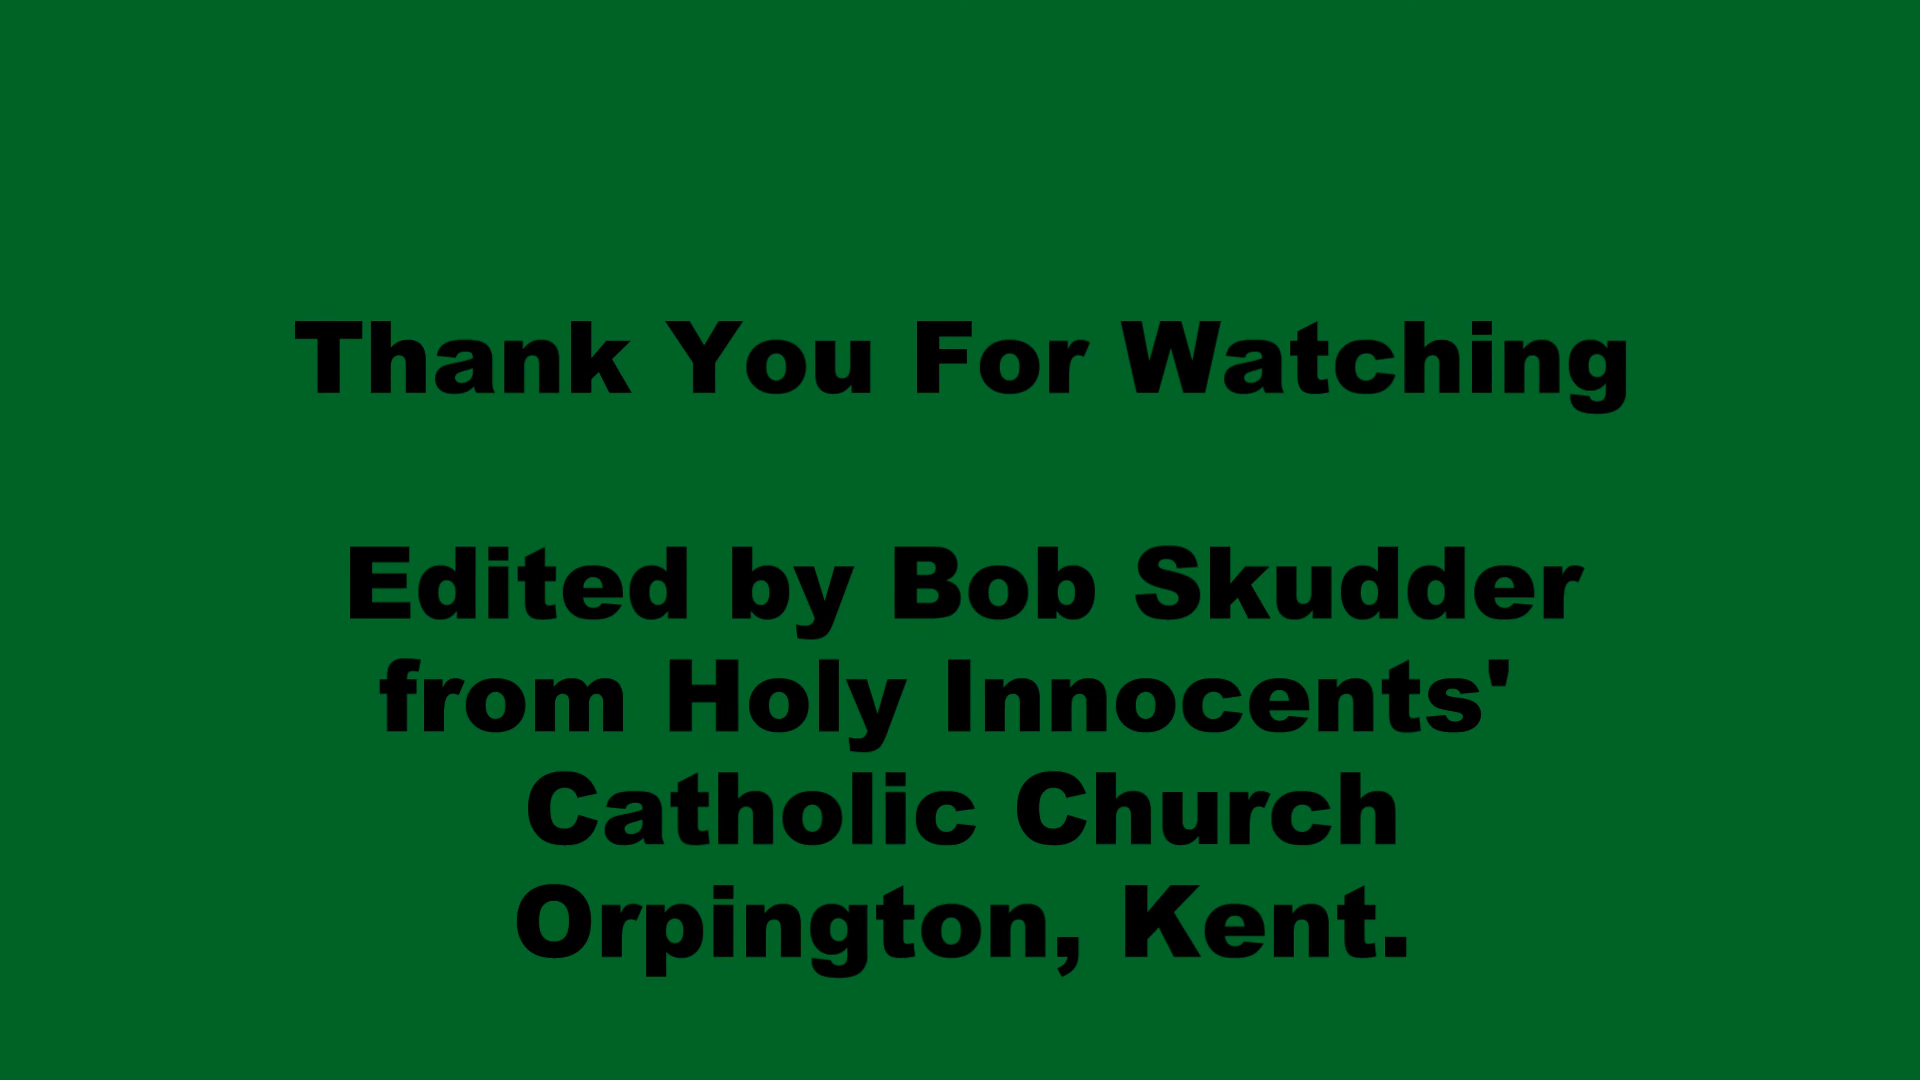 Thank You For Watching
Edited by Bob Skudder
from Holy Innocents'
Catholic Church
Orpington, Kent.